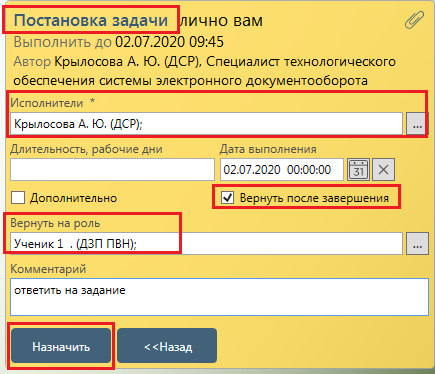 Постановка задачи лично вам
Выполнить до 02.07.2020 09:45
Автор Крылосова А. Ю. (ДСР), Специалист технологического
обеспечения системы электронного документооборота
Исполнители *
Крылосова А. Ю. (ДСР);
...
Длительность, рабочие дни Дата выполнения
02.07.2020 00:00:00
31
Дополнительно Вернуть после завершения
Вернуть на роль
Ученик 1 . (ДЗП ПВН);
...
Комментарий
ответить на задание
Назначить <<Назад